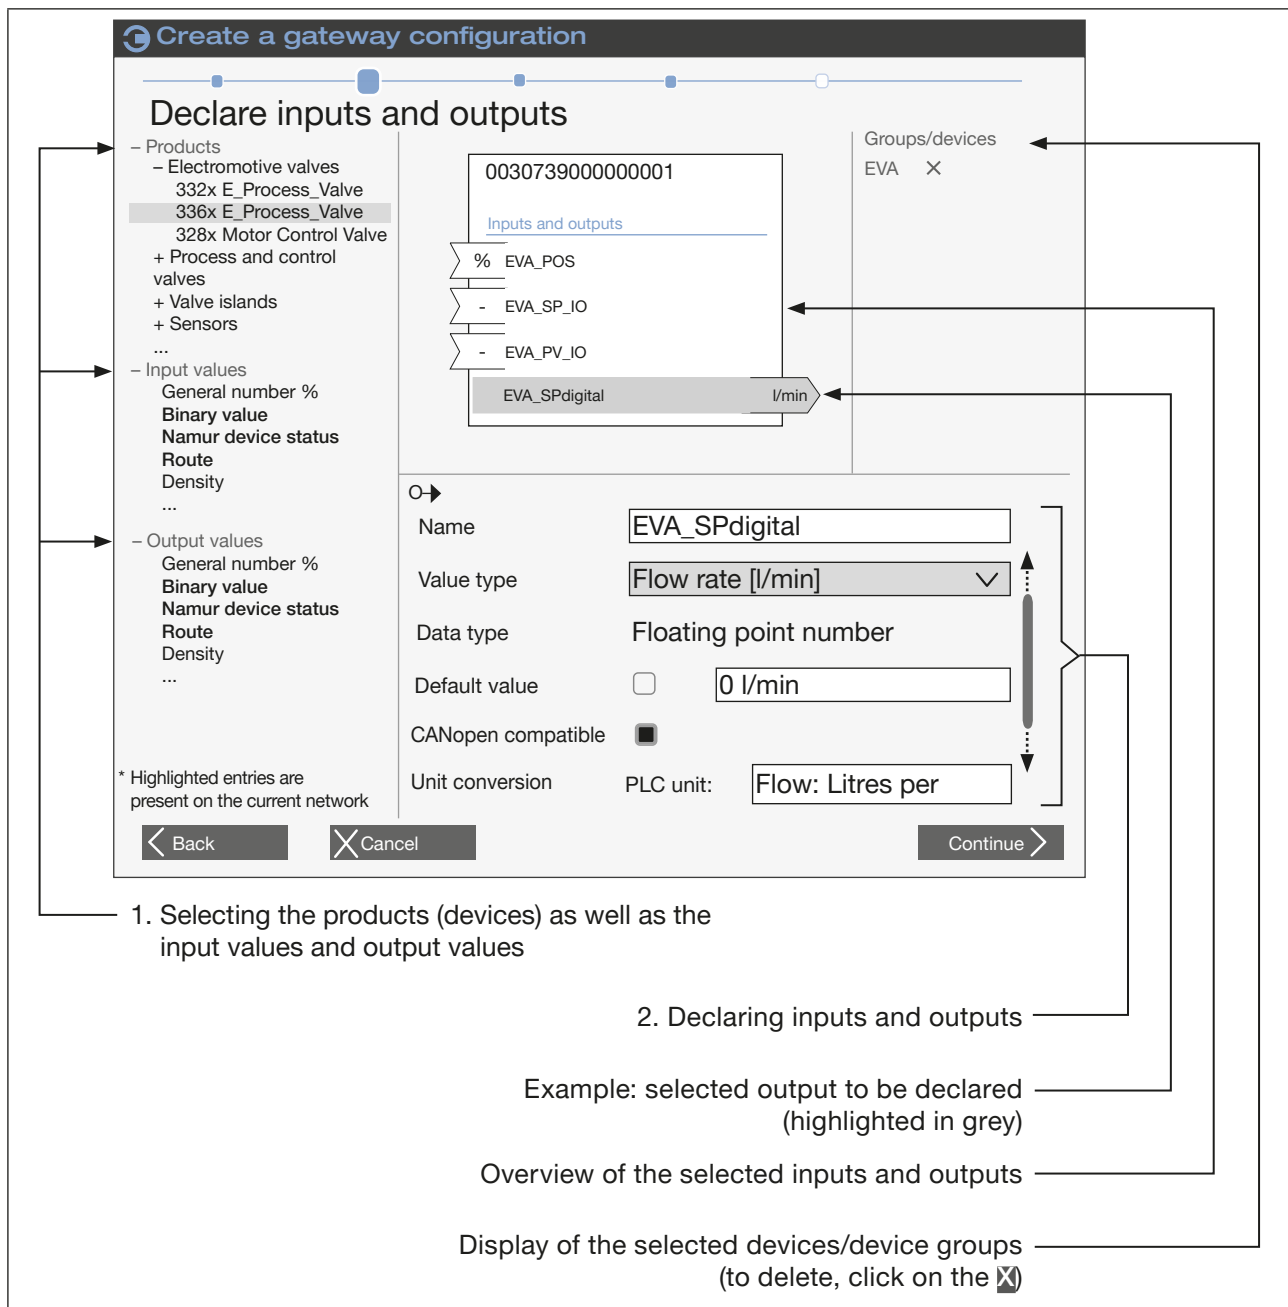 Create a gateway configuration
Declare inputs and outputs
– Products
– Electromotive valves
332x E_Process_Valve
336x E_Process_Valve
328x Motor Control Valve
+ Process and control
valves
+ Valve islands
+ Sensors
...
– Input values
General number %
Binary value
Namur device status
Route
Density
...
– Output values
General number %
Binary value
Namur device status
Route
Density
...
* Highlighted entries are
present on the current network
0030739000000001
Inputs and outputs
% EVA_POS
- EVA_SP_IO
- EVA_PV_IO
EVA_SPdigital l/min
Groups/devices
EVA X
Name EVA_SPdigital
Value type Flow rate [l/min]
Data type Floating point number
Default value 0 l/min
CANopen compatible
Unit conversion PLC unit: Flow: Litres per
Back
Cancel
Continue
1. Selecting the products (devices) as well as the
input values and output values
2. Declaring inputs and outputs
Example: selected output to be declared
(highlighted in grey)
Overview of the selected inputs and outputs
Display of the selected devices/device groups
(to delete, click on the X)